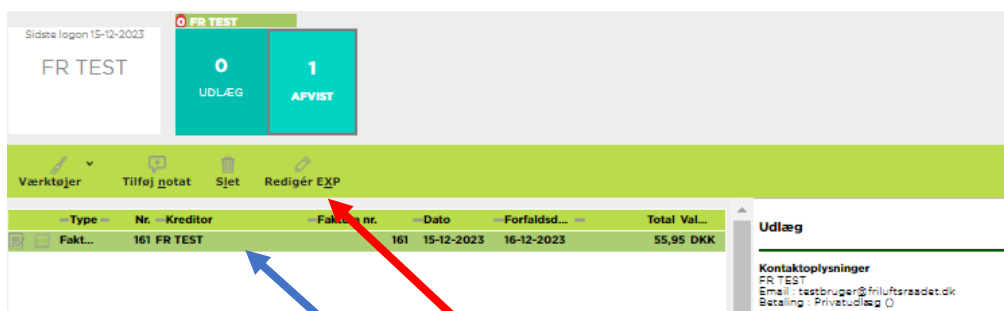 0 FR TEST
Sidste logon 15-12-2023
FR TEST
0
UDLÆG
1
AFVIST
Værktøjer Tilføj notat Slet Redigér EXP
Type Nr. Kreditor Faktura nr. Dato Forfaldsd... Total Val...
Fakt... 161 FR TEST 161 15-12-2023 16-12-2023 55,95 DKK
Udlæg
Kontaktoplysninger
FR TEST
Email : testbruger@friluftsraadet.dk
Betaling : Privatudlæg ()